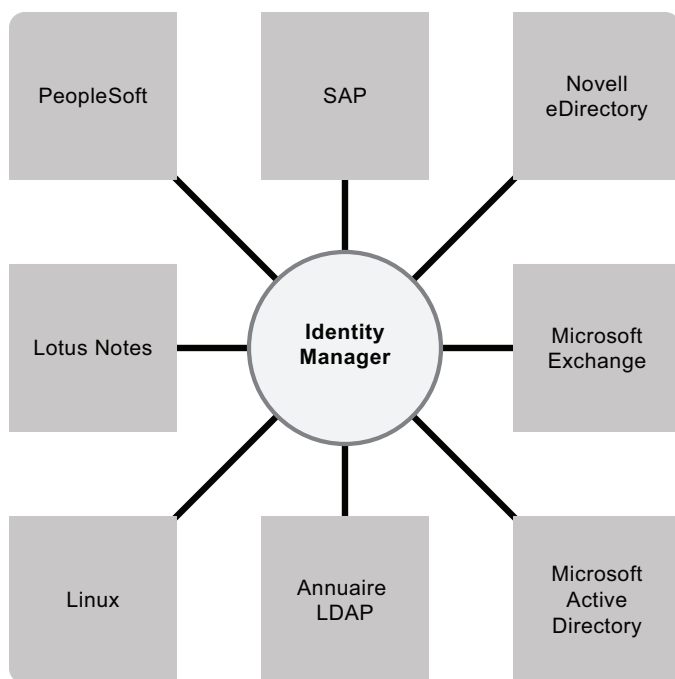 PeopleSoft
SAP
Novell
eDirectory
Lotus Notes
Identity
Manager
Microsoft
Exchange
Linux
Annuaire
LDAP
Microsoft
Active
Directory